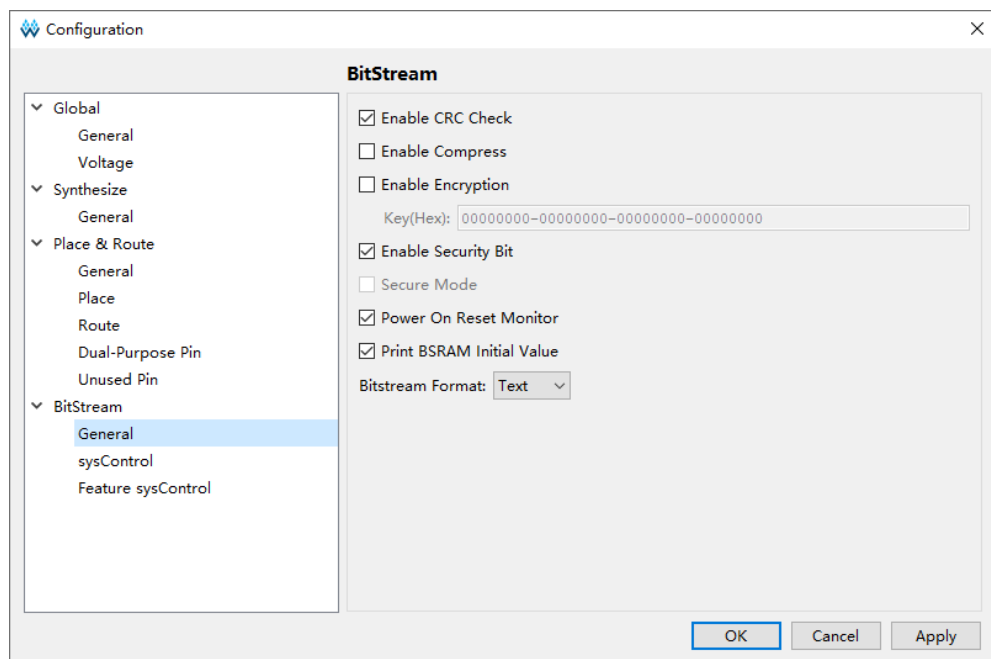 Configuration
BitStream
Global
General
Voltage
Synthesize
General
Place & Route
General
Place
Route
Dual-Purpose Pin
Unused Pin
BitStream
General
sysControl
Feature sysControl
Enable CRC Check
Enable Compress
Enable Encryption
Key(Hex): 00000000-00000000-00000000-00000000
Enable Security Bit
Secure Mode
Power On Reset Monitor
Print BSRAM Initial Value
Bitstream Format: Text
OK Cancel Apply